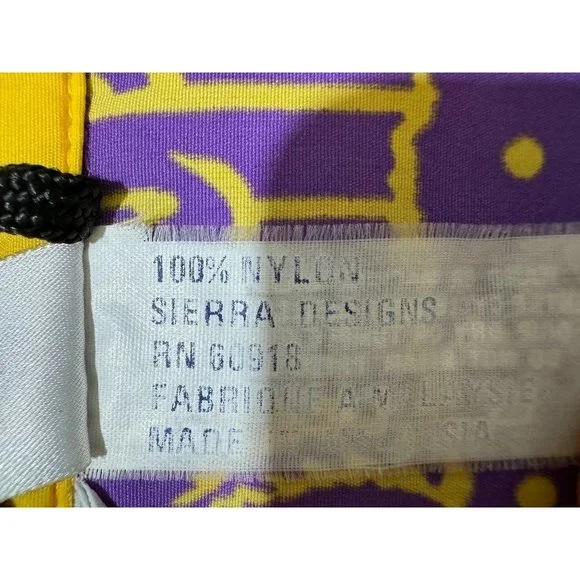 100% NYLON
SIERRA DESIGNS
RN 60918
FABRIQUE A
MADE